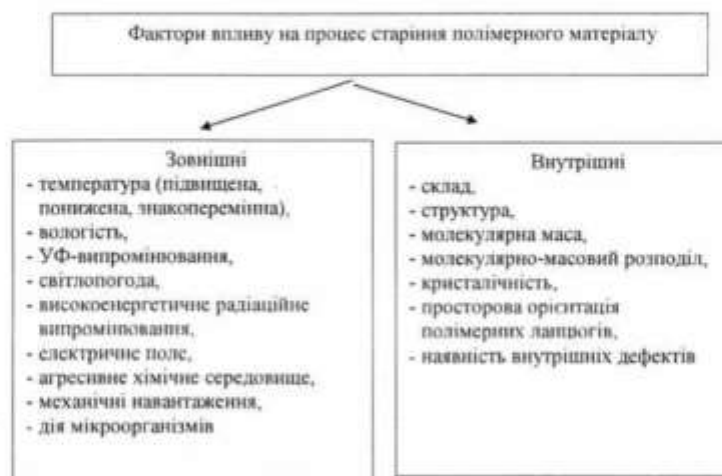 Фактори впливу на процес старіння полімерного матеріалу
Зовнішні
- температура (підвищена,
понижена, знакоперемінна),
- вологість,
- УФ-випромінювання,
- світлопогода,
- високоенергетичне радіаційне
випромінювання,
- електричне поле,
- агресивне хімічне середовище,
- механічні навантаження,
- дія мікроорганізмів
Внутрішні
- склад,
- структура,
- молекулярна маса,
- молекулярно-масовий розподіл,
- кристалічність,
- просторова орієнтація
полімерних ланцюгів,
- наявність внутрішніх дефектів